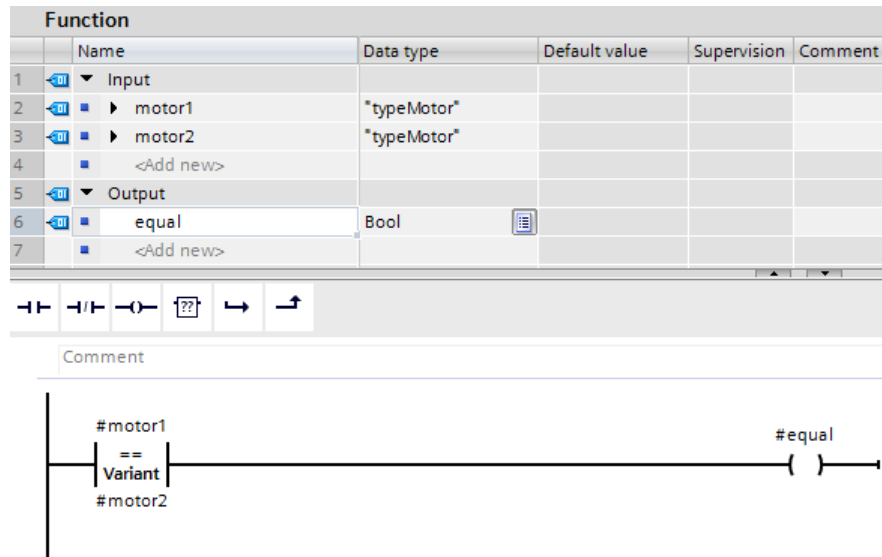 Function
Name Data type Default value Supervision Comment
1 Input
2 motor1 "typeMotor"
3 motor2 "typeMotor"
4 <Add new>
5 Output
6 equal Bool
7 <Add new>
??
Comment
#motor1
#equal
==
Variant
#motor2